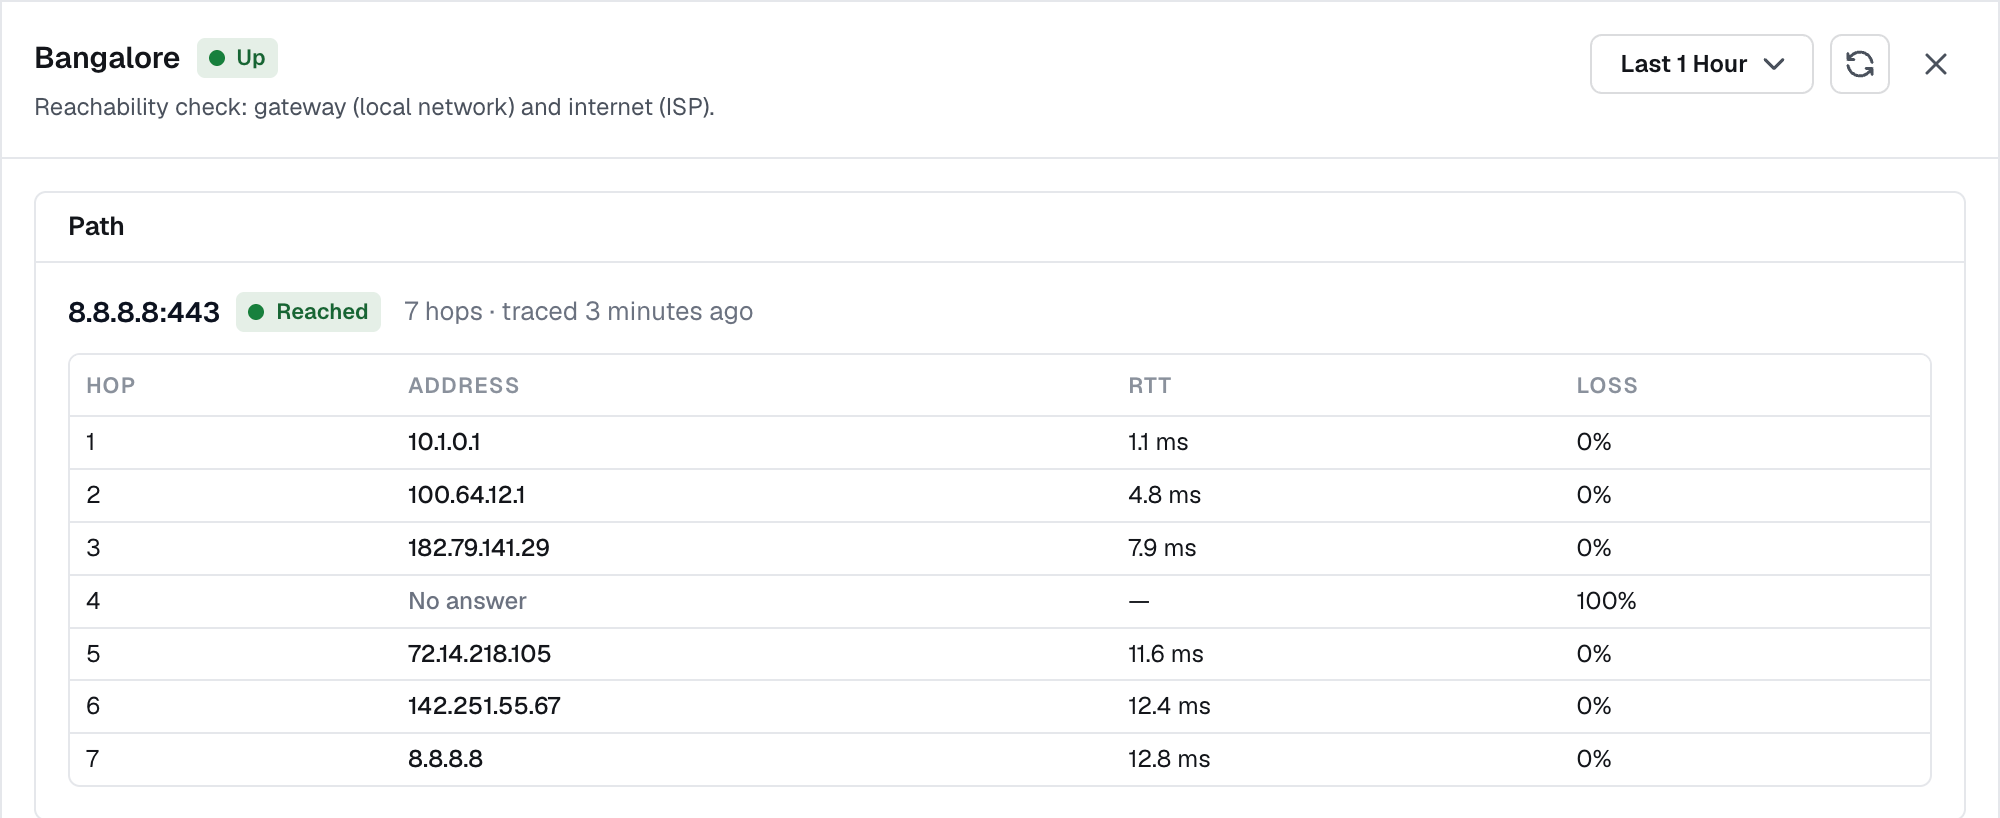 Bangalore Up
Last 1 Hour
Reachability check: gateway (local network) and internet (ISP).
Path
8.8.8.8:443 Reached 7 hops · traced 3 minutes ago
HOP ADDRESS RTT LOSS
1 10.1.0.1 1.1 ms 0%
2 100.64.12.1 4.8 ms 0%
3 182.79.141.29 7.9 ms 0%
4 No answer — 100%
5 72.14.218.105 11.6 ms 0%
6 142.251.55.67 12.4 ms 0%
7 8.8.8.8 12.8 ms 0%